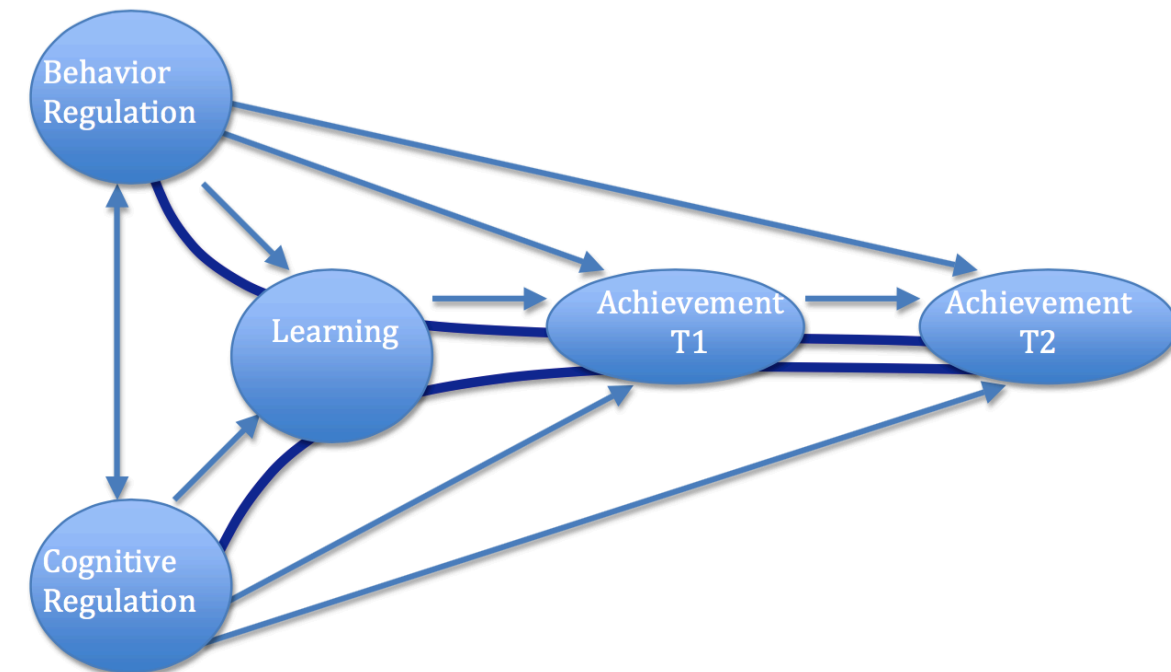 Behavior
Regulation
Learning
Achievement
T1
Achievement
T2
Cognitive
Regulation